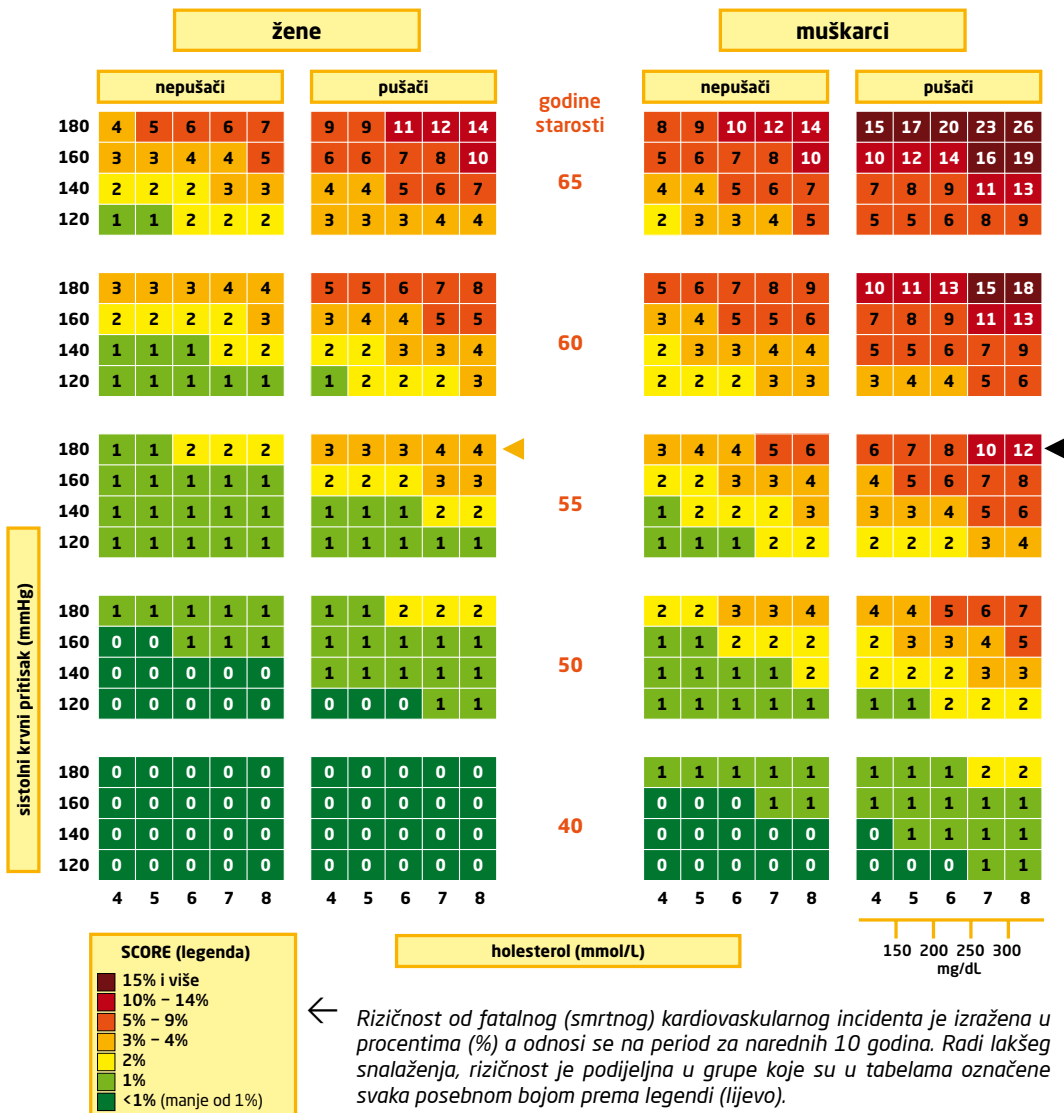 žene muškarci
nepušači pušači nepušači pušači
godine
starosti
180 4 5 6 6 7 9 9 11 12 14 8 9 10 12 14 15 17 20 23 26
160 3 3 4 4 5 6 6 7 8 10 5 6 7 8 10 10 12 14 16 19
65
140 2 2 2 3 3 4 4 5 6 7 4 4 5 6 7 7 8 9 11 13
120 1 1 2 2 2 3 3 3 4 4 2 3 3 4 5 5 5 6 8 9
180 3 3 3 4 4 5 5 6 7 8 5 6 7 8 9 10 11 13 15 18
160 2 2 2 2 3 3 4 4 5 5 3 4 5 5 6 7 8 9 11 13
60
140 1 1 1 2 2 2 2 3 3 4 2 3 3 4 4 5 5 6 7 9
120 1 1 1 1 1 1 2 2 2 3 2 2 2 3 3 3 4 4 5 6
180 1 1 2 2 2 3 3 3 4 4 3 4 4 5 6 6 7 8 10 12
160 1 1 1 1 1 2 2 2 3 3 2 2 3 3 4 4 5 6 7 8
55
140 1 1 1 1 1 1 1 1 2 2 1 2 2 2 3 3 3 4 5 6
120 1 1 1 1 1 1 1 1 1 1 1 1 1 2 2 2 2 2 3 4
180 1 1 1 1 1 1 1 2 2 2 2 2 3 3 4 4 4 5 6 7
160 0 0 1 1 1 1 1 1 1 1 1 1 2 2 2 2 3 3 4 5
50
140 0 0 0 0 0 1 1 1 1 1 1 1 1 1 2 2 2 2 3 3
120 0 0 0 0 0 0 0 0 1 1 1 1 1 1 1 1 1 2 2 2
180 0 0 0 0 0 0 0 0 0 0 1 1 1 1 1 1 1 1 2 2
160 0 0 0 0 0 0 0 0 0 0 0 0 0 1 1 1 1 1 1 1
40
140 0 0 0 0 0 0 0 0 0 0 0 0 0 0 0 0 1 1 1 1
120 0 0 0 0 0 0 0 0 0 0 0 0 0 0 0 0 0 0 1 1
4 5 6 7 8 4 5 6 7 8 4 5 6 7 8 4 5 6 7 8
sistolni krvni pritisak (mmHg)
holesterol (mmol/L)
150 200 250 300
mg/dL
SCORE (legenda)
15% i više
10% – 14%
5% – 9%
3% – 4%
2%
1%
<1% (manje od 1%)
Rizičnost od fatalnog (smrtnog) kardiovaskularnog incidenta je izražena u
procentima (%) a odnosi se na period za narednih 10 godina. Radi lakšeg
snalaženja, rizičnost je podijeljna u grupe koje su u tabelama označene
svaka posebnom bojom prema legendi (lijevo).